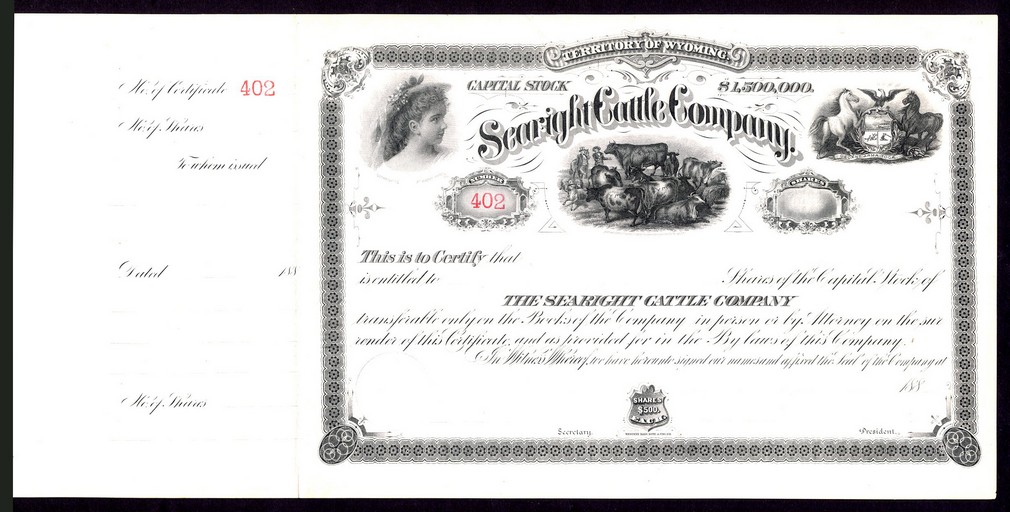 No. of Certificate 402
No. of Shares
To whom issued
Dated 188
No. of Shares
TERRITORY OF WYOMING.
CAPITAL STOCK $1,500,000.
Searight Cattle Company.
NUMBER
402
SHARES
This is to Certify that
is entitled to Shares of the Capital Stock of
THE SEARIGHT CATTLE COMPANY
transferable only on the Books of the Company in person or by Attorney on the sur
render of this Certificate, and as provided for in the By laws of this Company.
In Witness Whereof, we have hereunto signed our names and affixed the Seal of the Company at
188
SHARES
$500.
EACH
Secretary. President.